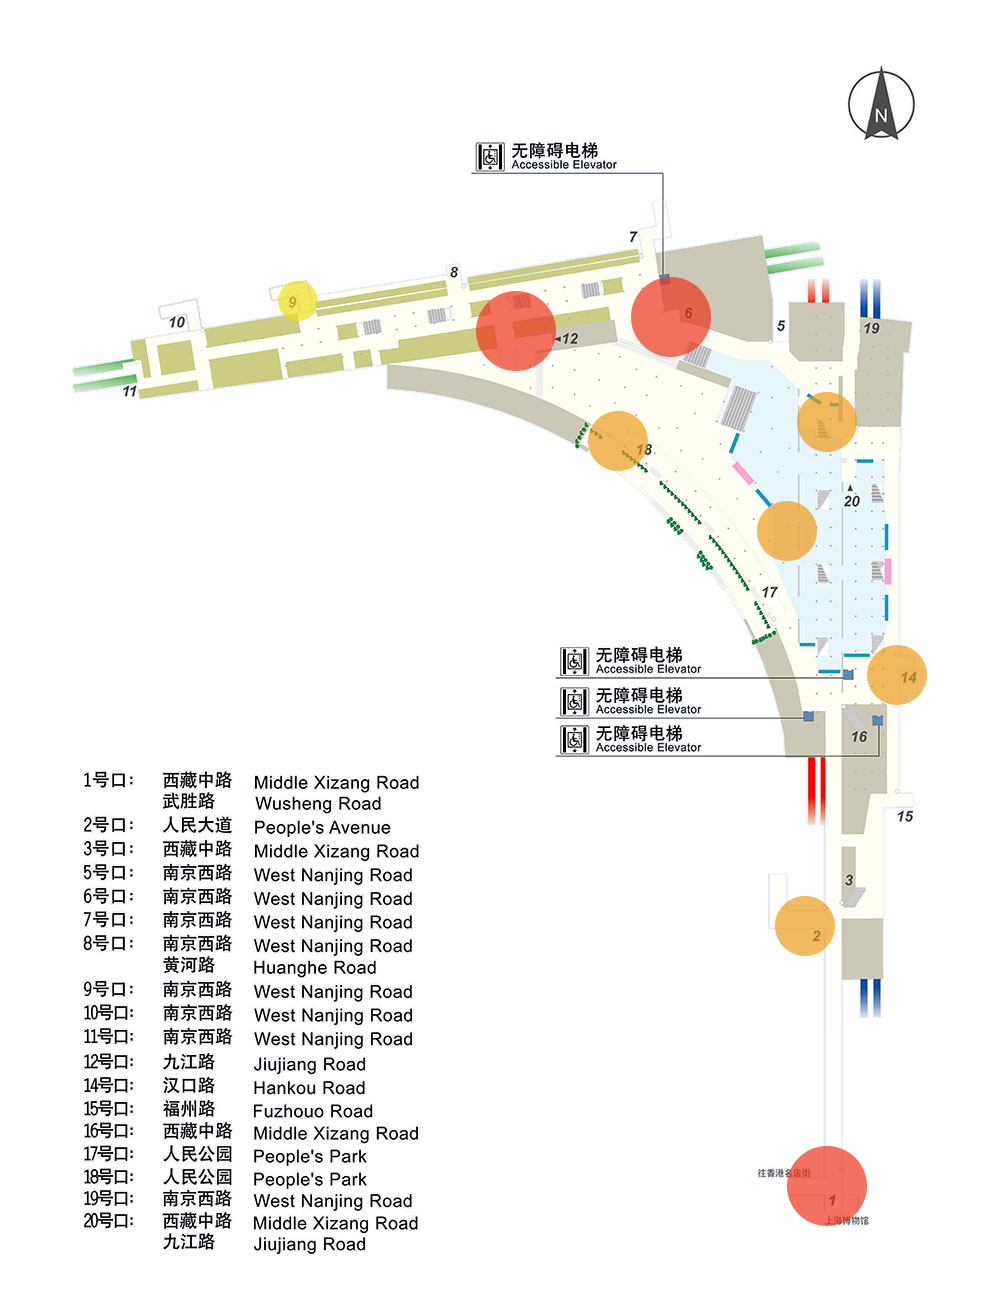 N
无障碍电梯
Accessible Elevator
7
8
9
6
10
5
19
12
11
18
20
17
无障碍电梯
Accessible Elevator
14
无障碍电梯
Accessible Elevator
无障碍电梯
Accessible Elevator
16
15
3
2
往香港名店街
1
上海博物馆
1号口： 西藏中路 Middle Xizang Road
武胜路 Wusheng Road
2号口： 人民大道 People's Avenue
3号口： 西藏中路 Middle Xizang Road
5号口： 南京西路 West Nanjing Road
6号口： 南京西路 West Nanjing Road
7号口： 南京西路 West Nanjing Road
8号口： 南京西路 West Nanjing Road
黄河路 Huanghe Road
9号口： 南京西路 West Nanjing Road
10号口： 南京西路 West Nanjing Road
11号口： 南京西路 West Nanjing Road
12号口： 九江路 Jiujiang Road
14号口： 汉口路 Hankou Road
15号口： 福州路 Fuzhouo Road
16号口： 西藏中路 Middle Xizang Road
17号口： 人民公园 People's Park
18号口： 人民公园 People's Park
19号口： 南京西路 West Nanjing Road
20号口： 西藏中路 Middle Xizang Road
九江路 Jiujiang Road